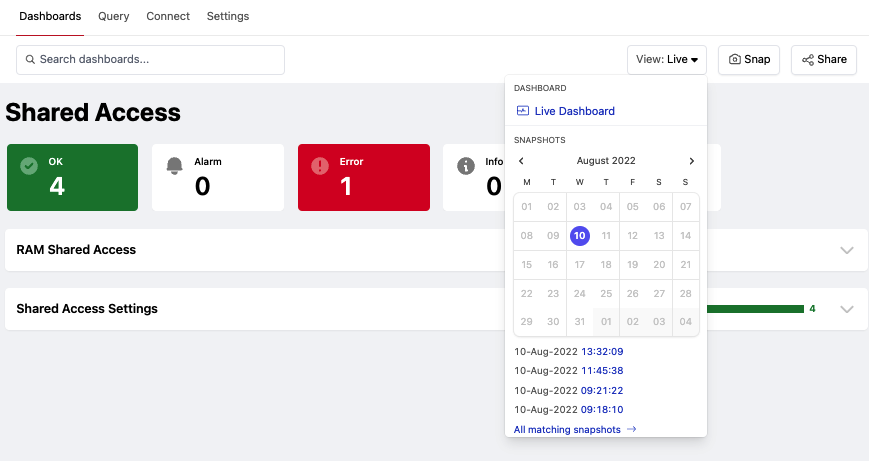 Dashboards Query Connect Settings
Search dashboards...
View: Live Snap Share
DASHBOARD
Live Dashboard
Shared Access
SNAPSHOTS
August 2022
M T W T F S S
01 02 03 04 05 06 07
08 09 10 11 12 13 14
15 16 17 18 19 20 21
22 23 24 25 26 27 28
29 30 31 01 02 03 04
10-Aug-2022 13:32:09
10-Aug-2022 11:45:38
10-Aug-2022 09:21:22
10-Aug-2022 09:18:10
All matching snapshots
OK
4
Alarm
0
Error
1
Info
0
RAM Shared Access
Shared Access Settings
4